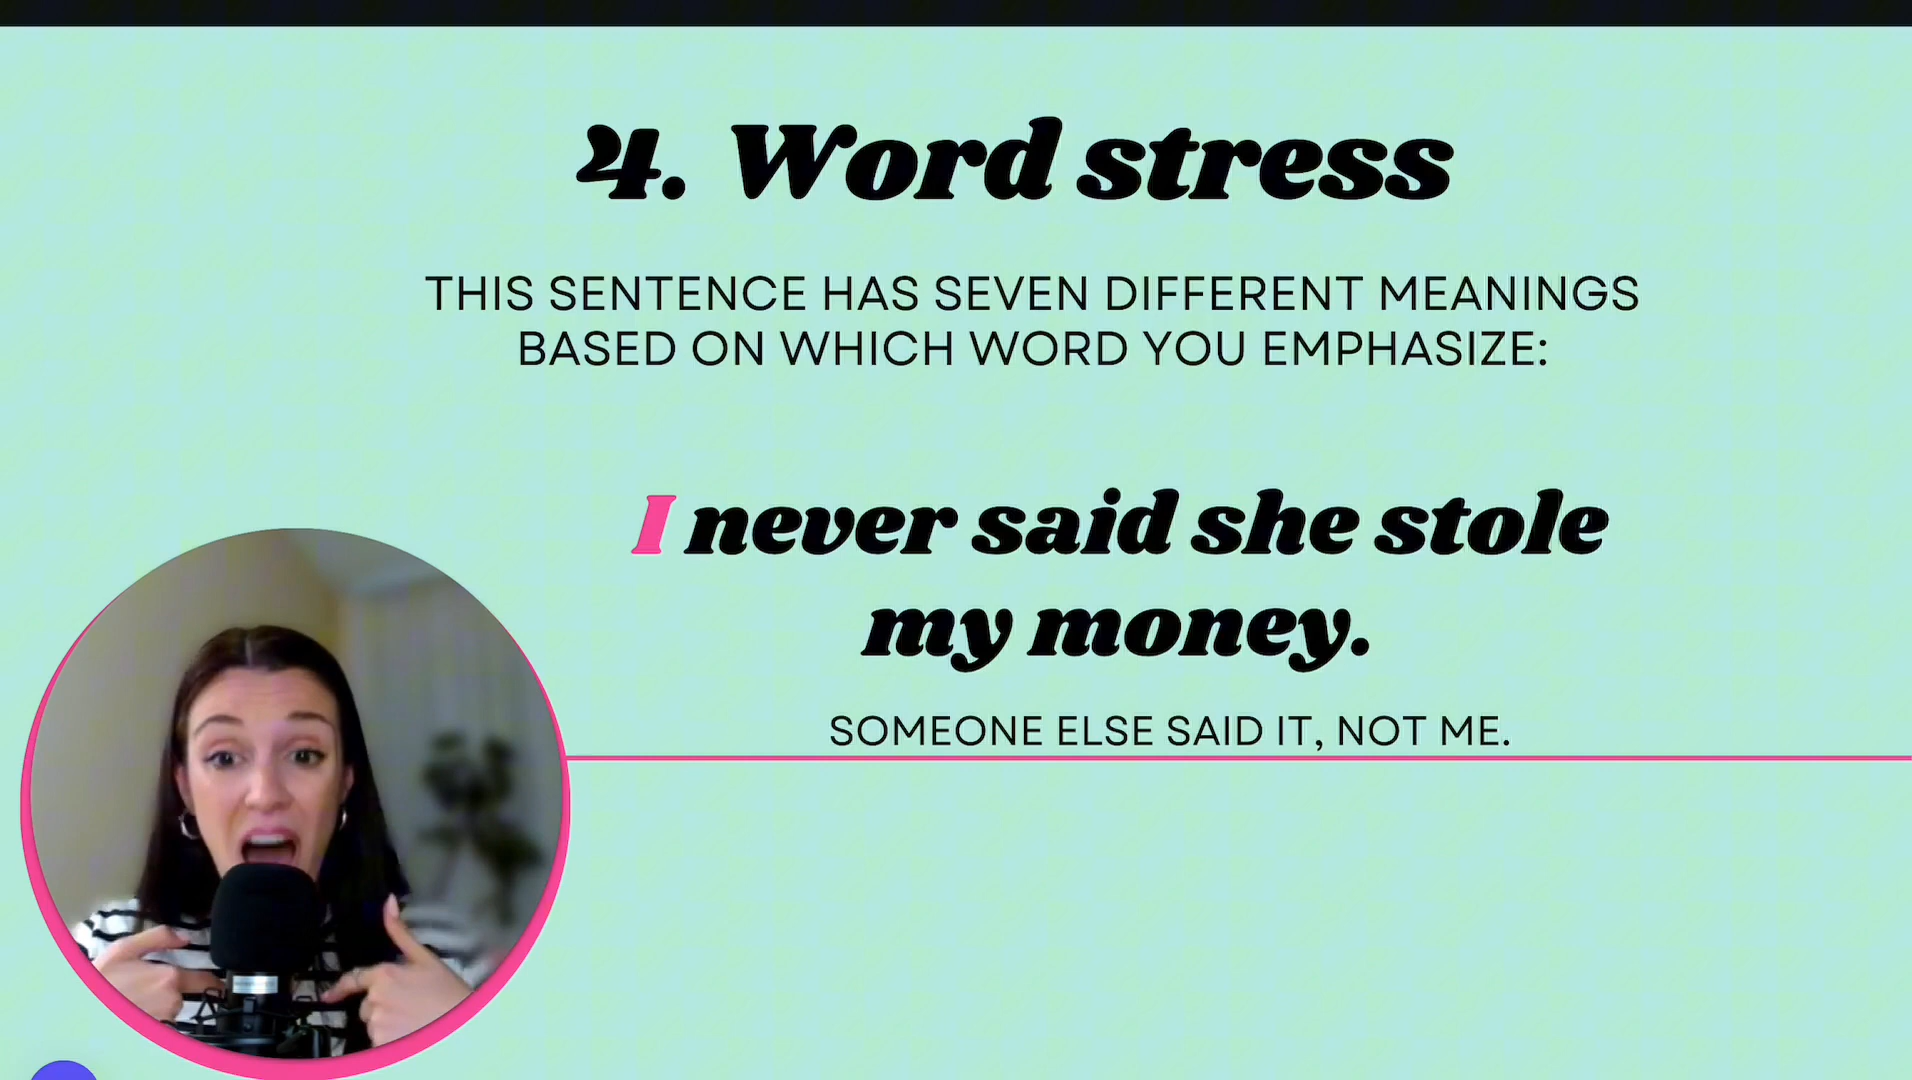 4. Word stress
THIS SENTENCE HAS SEVEN DIFFERENT MEANINGS
BASED ON WHICH WORD YOU EMPHASIZE:
I never said she stole
my money.
SOMEONE ELSE SAID IT, NOT ME.